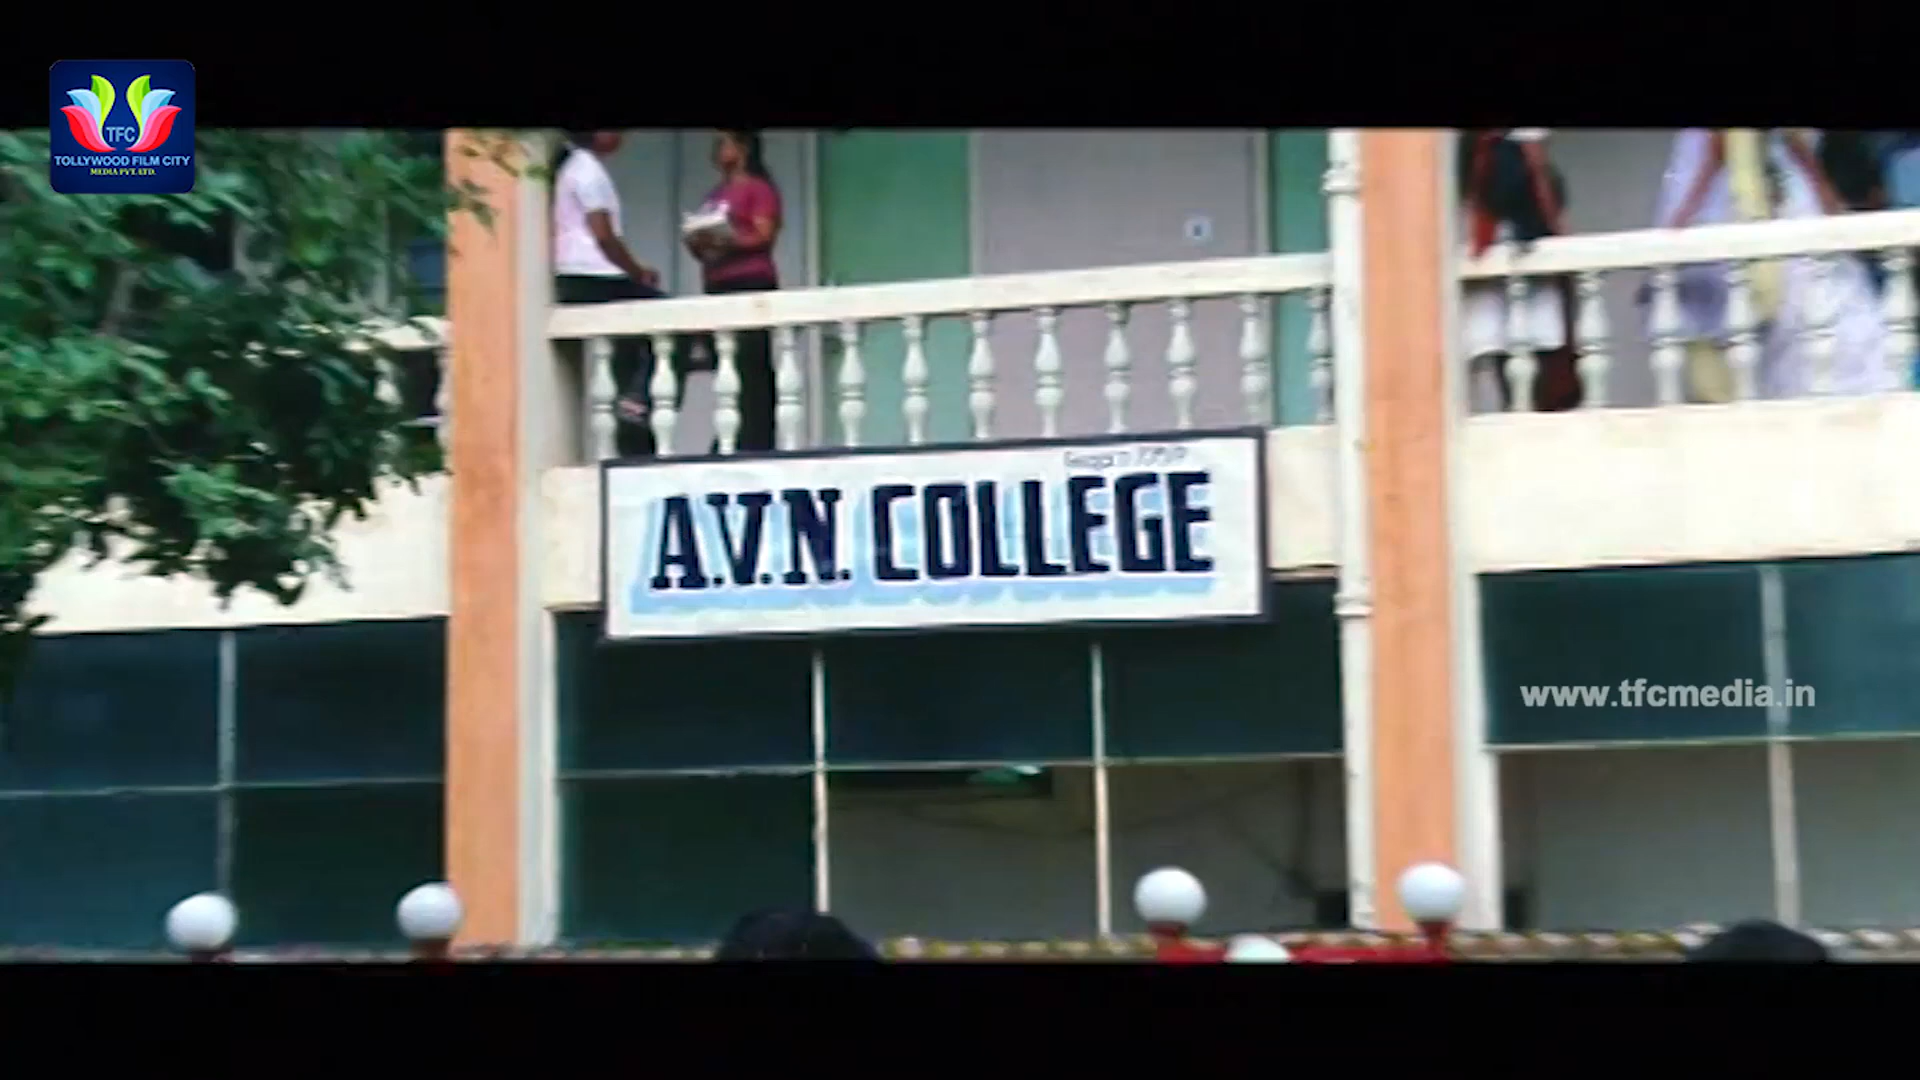 TFC
TOLLYWOOD FILM CITY
MEDIA PVT. LTD.
A.V.N. COLLEGE
www.tfcmedia.in